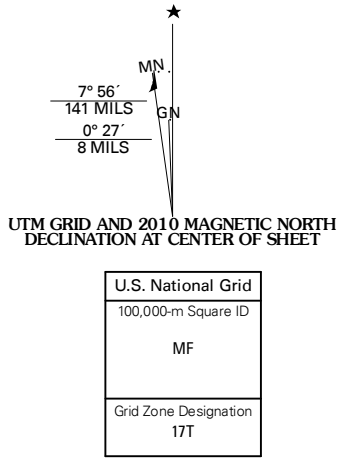 MN
7° 56´
141 MILS
GN
0° 27´
8 MILS
UTM GRID AND 2010 MAGNETIC NORTH
DECLINATION AT CENTER OF SHEET
U.S. National Grid
100,000-m Square ID
MF
Grid Zone Designation
17T